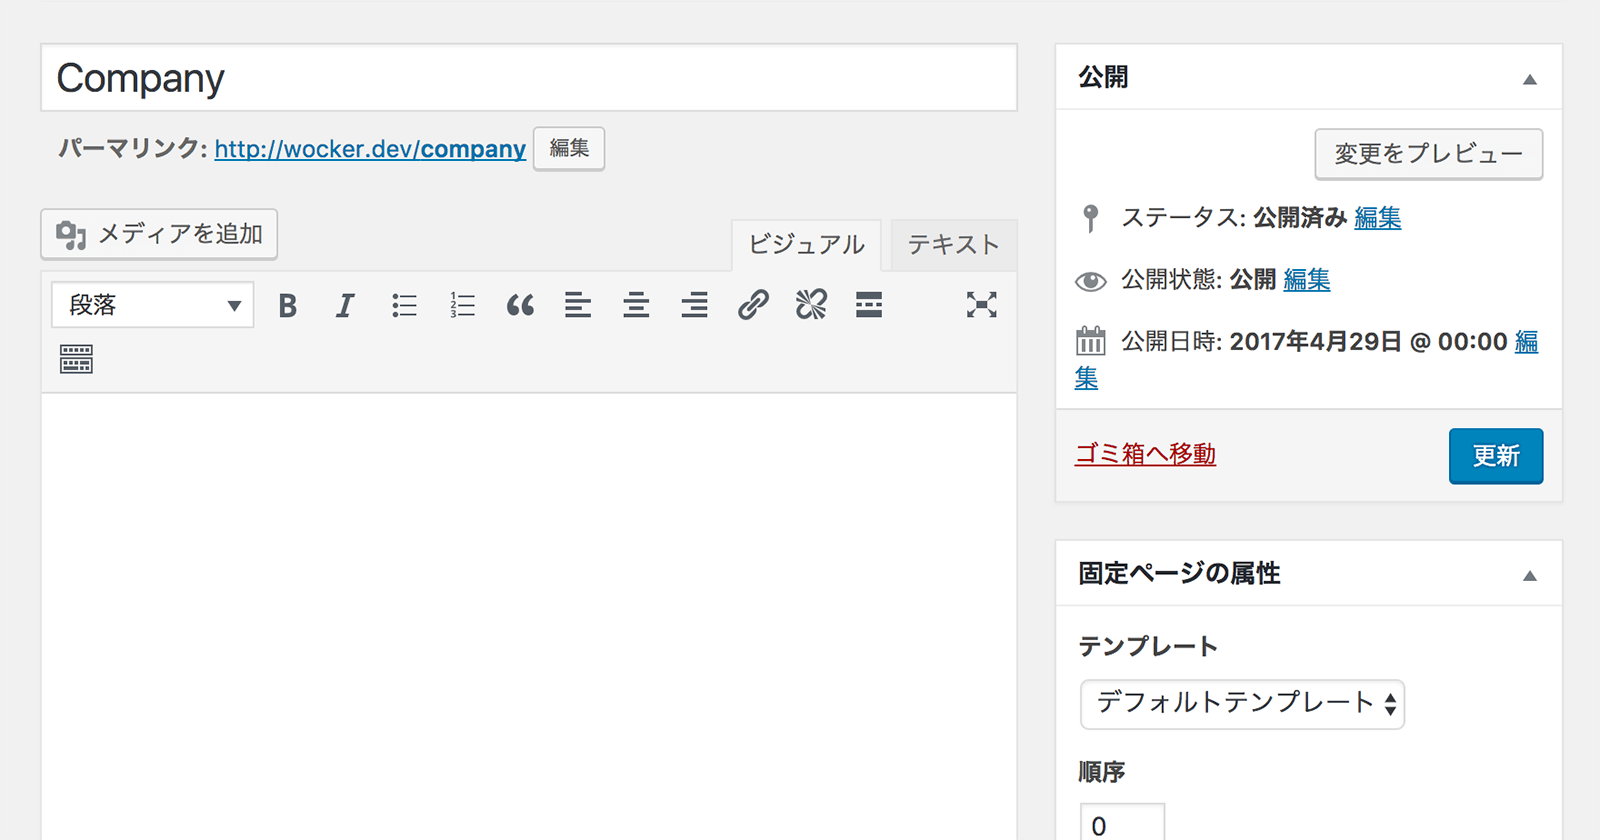 Company
パーマリンク: http://wocker.dev/company 編集
メディアを追加
ビジュアル テキスト
段落
公開
変更をプレビュー
ステータス: 公開済み 編集
公開状態: 公開 編集
公開日時: 2017年4月29日 @ 00:00 編
集
ゴミ箱へ移動 更新
固定ページの属性
テンプレート
デフォルトテンプレート
順序
0